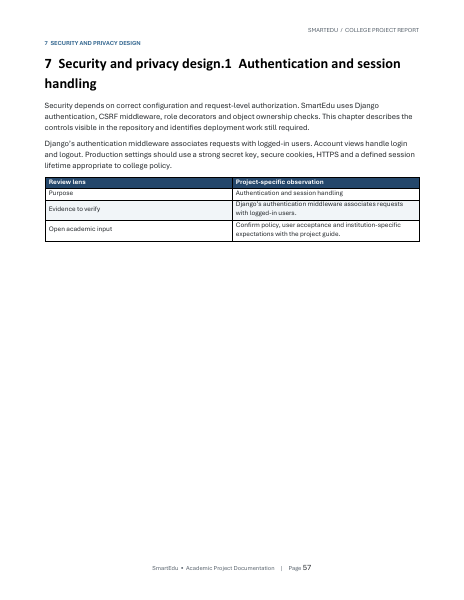 SMARTEDU / COLLEGE PROJECT REPORT
7 SECURITY AND PRIVACY DESIGN
7 Security and privacy design.1 Authentication and session
handling
Security depends on correct configuration and request-level authorization. SmartEdu uses Django
authentication, CSRF middleware, role decorators and object ownership checks. This chapter describes the
controls visible in the repository and identifies deployment work still required.
Django's authentication middleware associates requests with logged-in users. Account views handle login
and logout. Production settings should use a strong secret key, secure cookies, HTTPS and a defined session
lifetime appropriate to college policy.
Review lens Project-specific observation
Purpose Authentication and session handling
Evidence to verify Django's authentication middleware associates requests
with logged-in users.
Open academic input Confirm policy, user acceptance and institution-specific
expectations with the project guide.
SmartEdu • Academic Project Documentation | Page 57